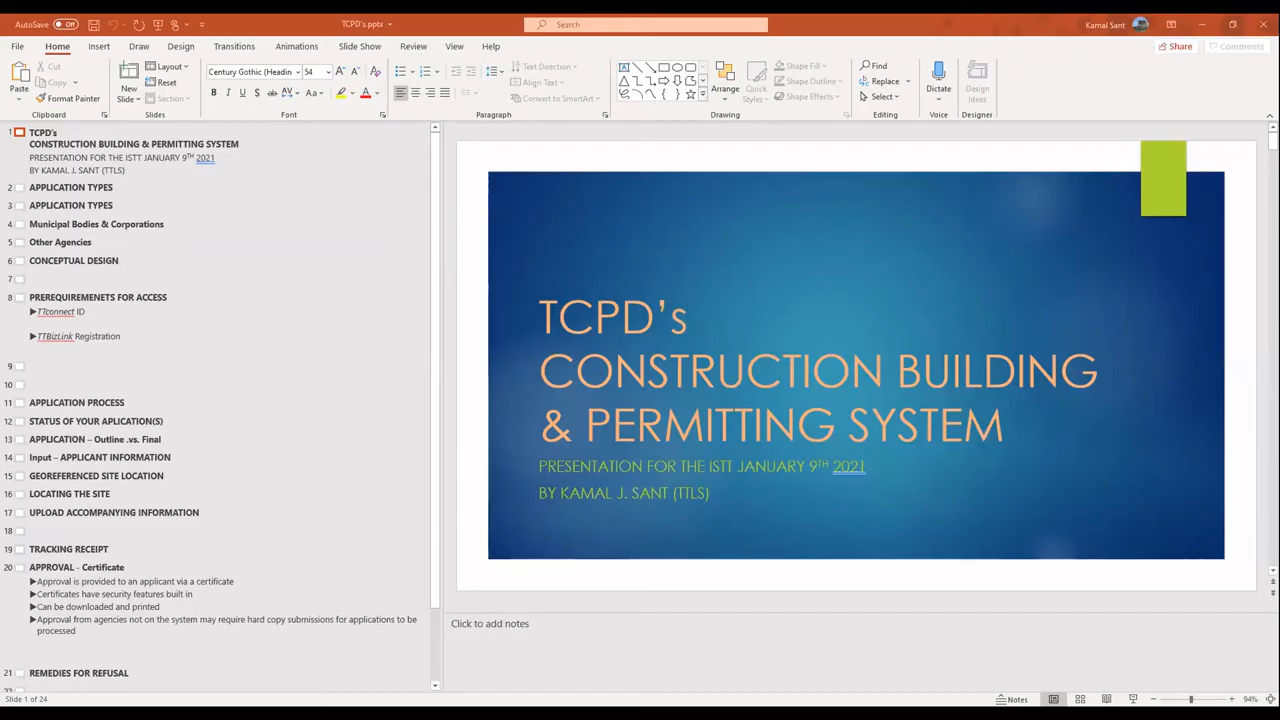 AutoSave Off
TCPD's.pptx
Search
Kamal Sant
File Home Insert Draw Design Transitions Animations Slide Show Review View Help
Share Comments
Paste
Cut
Copy
Format Painter
Clipboard
New
Slide
Layout
Reset
Section
Slides
Century Gothic (Headin 54
B I U S ab AV Aa A
Font
Text Direction
Align Text
Convert to SmartArt
Paragraph
Arrange
Quick
Styles
Shape Fill
Shape Outline
Shape Effects
Drawing
Find
Replace
Select
Editing
Dictate
Voice
Design
Ideas
Designer
1 TCPD's
CONSTRUCTION BUILDING & PERMITTING SYSTEM
PRESENTATION FOR THE ISTT JANUARY 9TH 2021
BY KAMAL J. SANT (TTLS)
2 APPLICATION TYPES
3 APPLICATION TYPES
4 Municipal Bodies & Corporations
5 Other Agencies
6 CONCEPTUAL DESIGN
7
8 PREREQUIREMENETS FOR ACCESS
TTconnect ID
TTBizLink Registration
9
10
11 APPLICATION PROCESS
12 STATUS OF YOUR APLICATION(S)
13 APPLICATION – Outline .vs. Final
14 Input – APPLICANT INFORMATION
15 GEOREFERENCED SITE LOCATION
16 LOCATING THE SITE
17 UPLOAD ACCOMPANYING INFORMATION
18
19 TRACKING RECEIPT
20 APPROVAL - Certificate
Approval is provided to an applicant via a certificate
Certificates have security features built in
Can be downloaded and printed
Approval from agencies not on the system may require hard copy submissions for applications to be
processed
21 REMEDIES FOR REFUSAL
22
TCPD's
CONSTRUCTION BUILDING
& PERMITTING SYSTEM
PRESENTATION FOR THE ISTT JANUARY 9TH 2021
BY KAMAL J. SANT (TTLS)
Click to add notes
Slide 1 of 24
Notes
94%